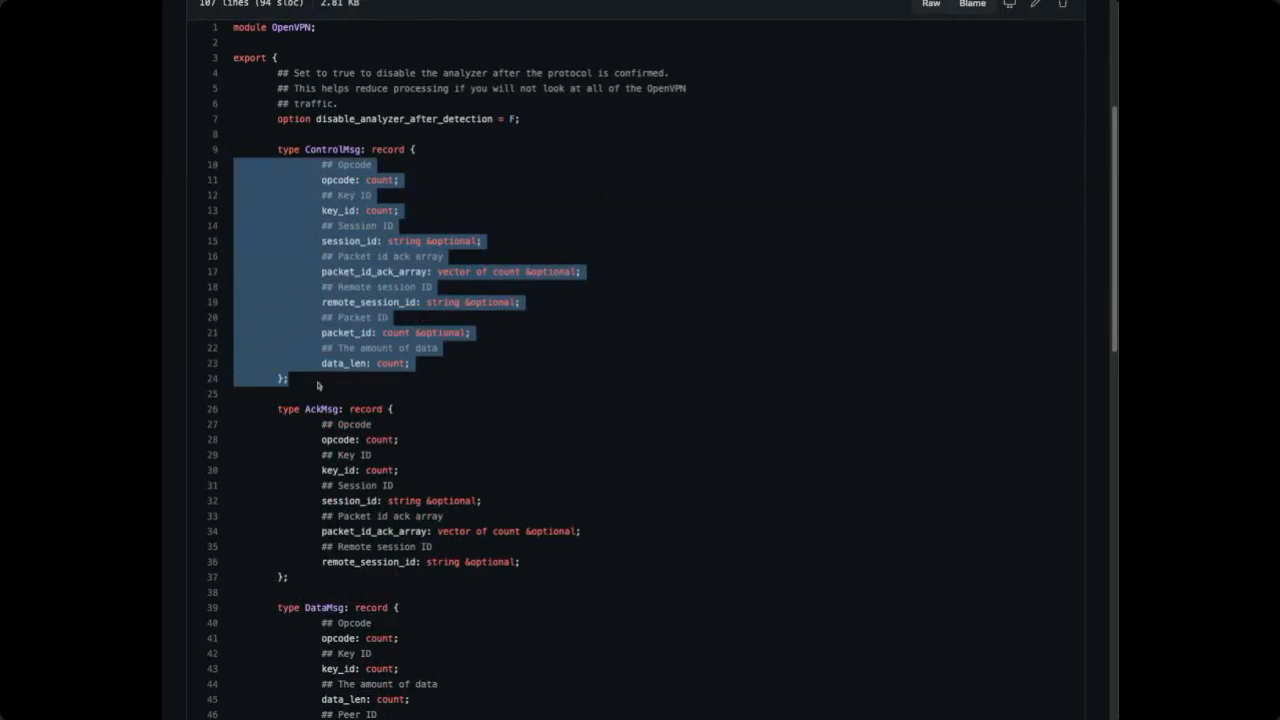 107 lines (94 sloc) 2.81 KB
Raw Blame
1 module OpenVPN;
2
3 export {
4 ## Set to true to disable the analyzer after the protocol is confirmed.
5 ## This helps reduce processing if you will not look at all of the OpenVPN
6 ## traffic.
7 option disable_analyzer_after_detection = F;
8
9 type ControlMsg: record {
10 ## Opcode
11 opcode: count;
12 ## Key ID
13 key_id: count;
14 ## Session ID
15 session_id: string &optional;
16 ## Packet id ack array
17 packet_id_ack_array: vector of count &optional;
18 ## Remote session ID
19 remote_session_id: string &optional;
20 ## Packet ID
21 packet_id: count &optional;
22 ## The amount of data
23 data_len: count;
24 };
25
26 type AckMsg: record {
27 ## Opcode
28 opcode: count;
29 ## Key ID
30 key_id: count;
31 ## Session ID
32 session_id: string &optional;
33 ## Packet id ack array
34 packet_id_ack_array: vector of count &optional;
35 ## Remote session ID
36 remote_session_id: string &optional;
37 };
38
39 type DataMsg: record {
40 ## Opcode
41 opcode: count;
42 ## Key ID
43 key_id: count;
44 ## The amount of data
45 data_len: count;
46 ## Peer ID